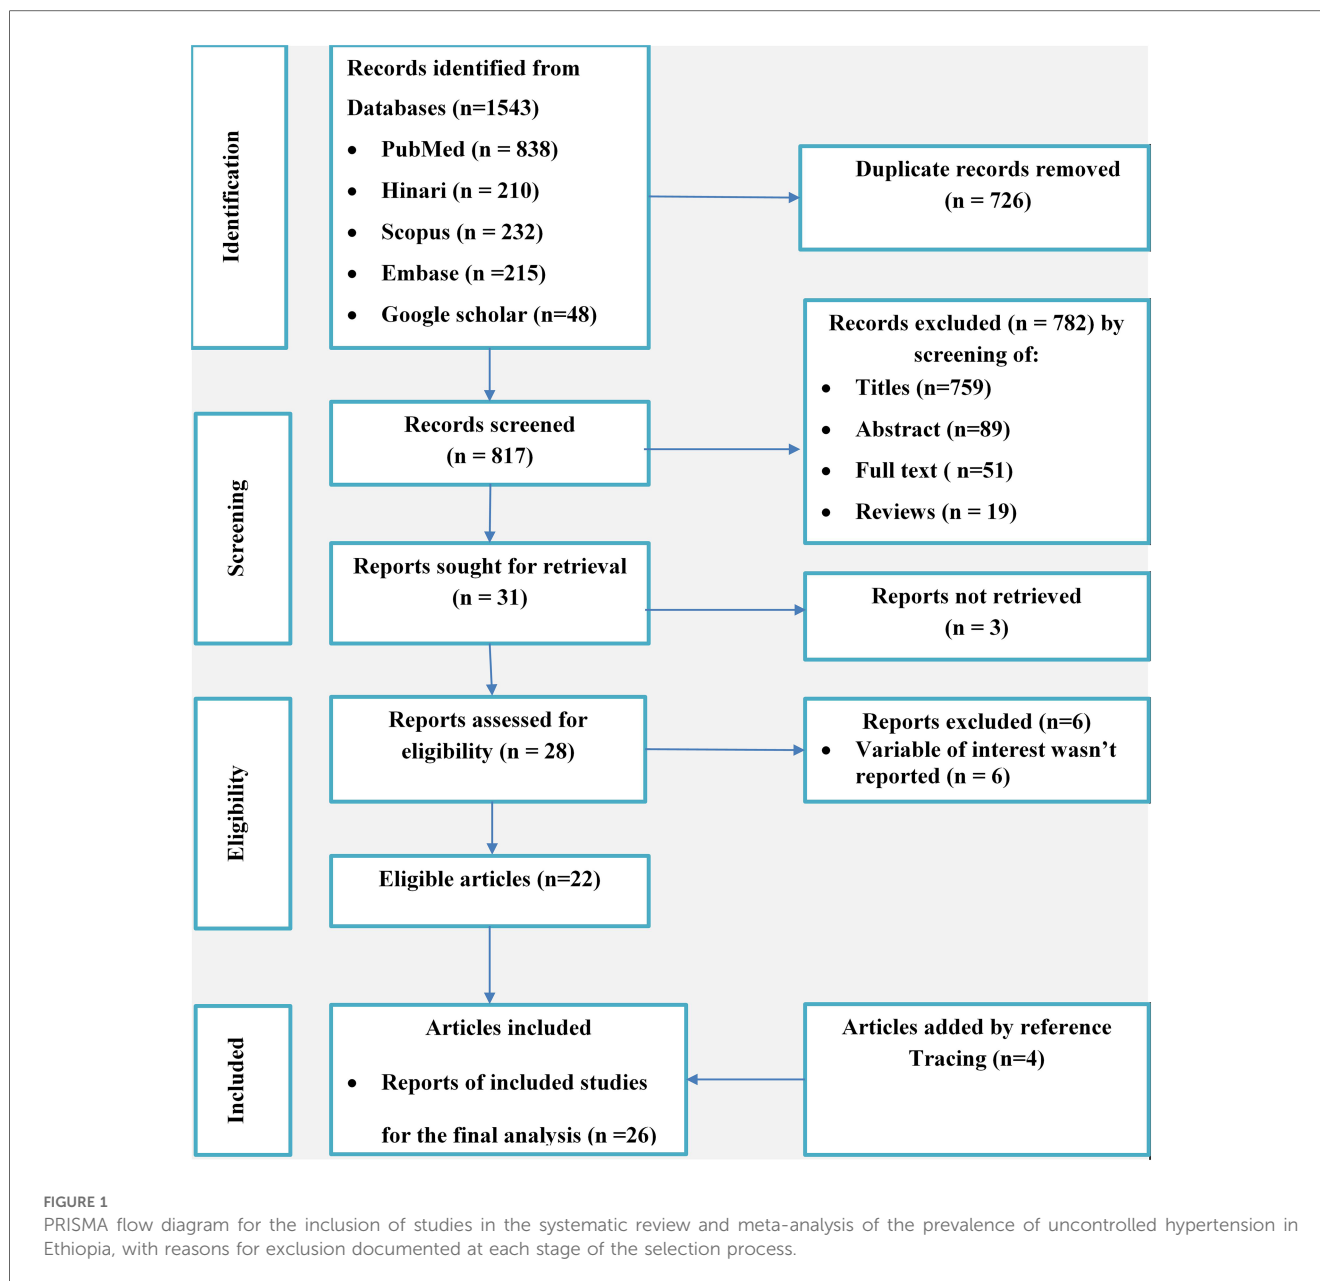 Identification
Records identified from
Databases (n=1543)
• PubMed (n = 838)
• Hinari (n = 210)
• Scopus (n = 232)
• Embase (n =215)
• Google scholar (n=48)
Duplicate records removed
(n = 726)
Screening
Records screened
(n = 817)
Records excluded (n = 782) by
screening of:
• Titles (n=759)
• Abstract (n=89)
• Full text ( n=51)
• Reviews (n = 19)
Reports sought for retrieval
(n = 31)
Reports not retrieved
(n = 3)
Eligibility
Reports assessed for
eligibility (n = 28)
Reports excluded (n=6)
• Variable of interest wasn’t
reported (n = 6)
Eligible articles (n=22)
Included
Articles included
• Reports of included studies
for the final analysis (n =26)
Articles added by reference
Tracing (n=4)
FIGURE 1
PRISMA flow diagram for the inclusion of studies in the systematic review and meta-analysis of the prevalence of uncontrolled hypertension in
Ethiopia, with reasons for exclusion documented at each stage of the selection process.